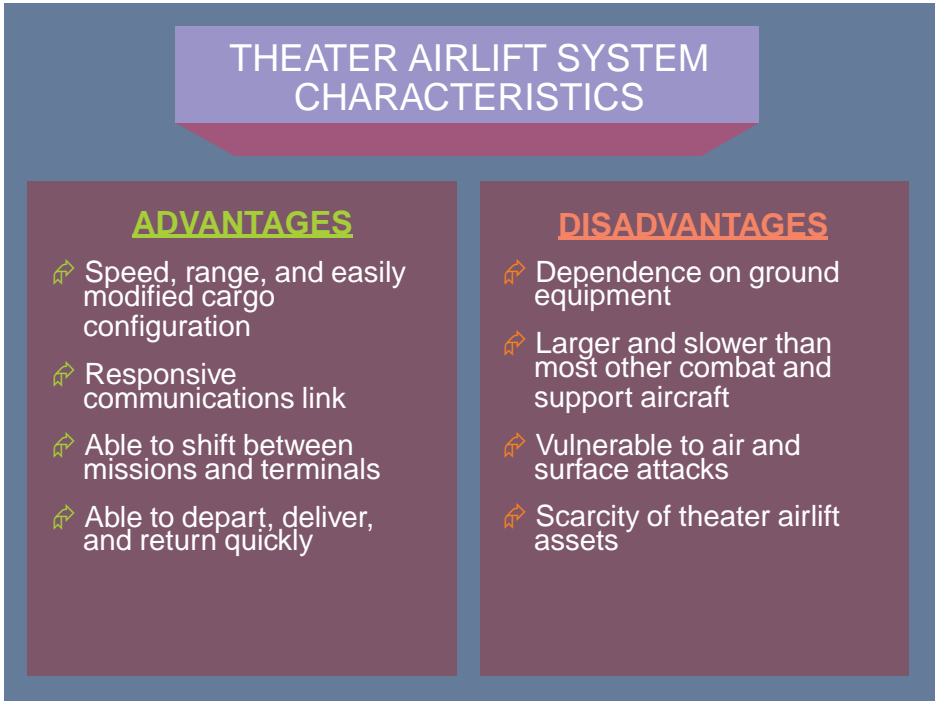 THEATER AIRLIFT SYSTEM
CHARACTERISTICS
ADVANTAGES
Speed, range, and easily
modified cargo
configuration
Responsive
communications link
Able to shift between
missions and terminals
Able to depart, deliver,
and return quickly
DISADVANTAGES
Dependence on ground
equipment
Larger and slower than
most other combat and
support aircraft
Vulnerable to air and
surface attacks
Scarcity of theater airlift
assets